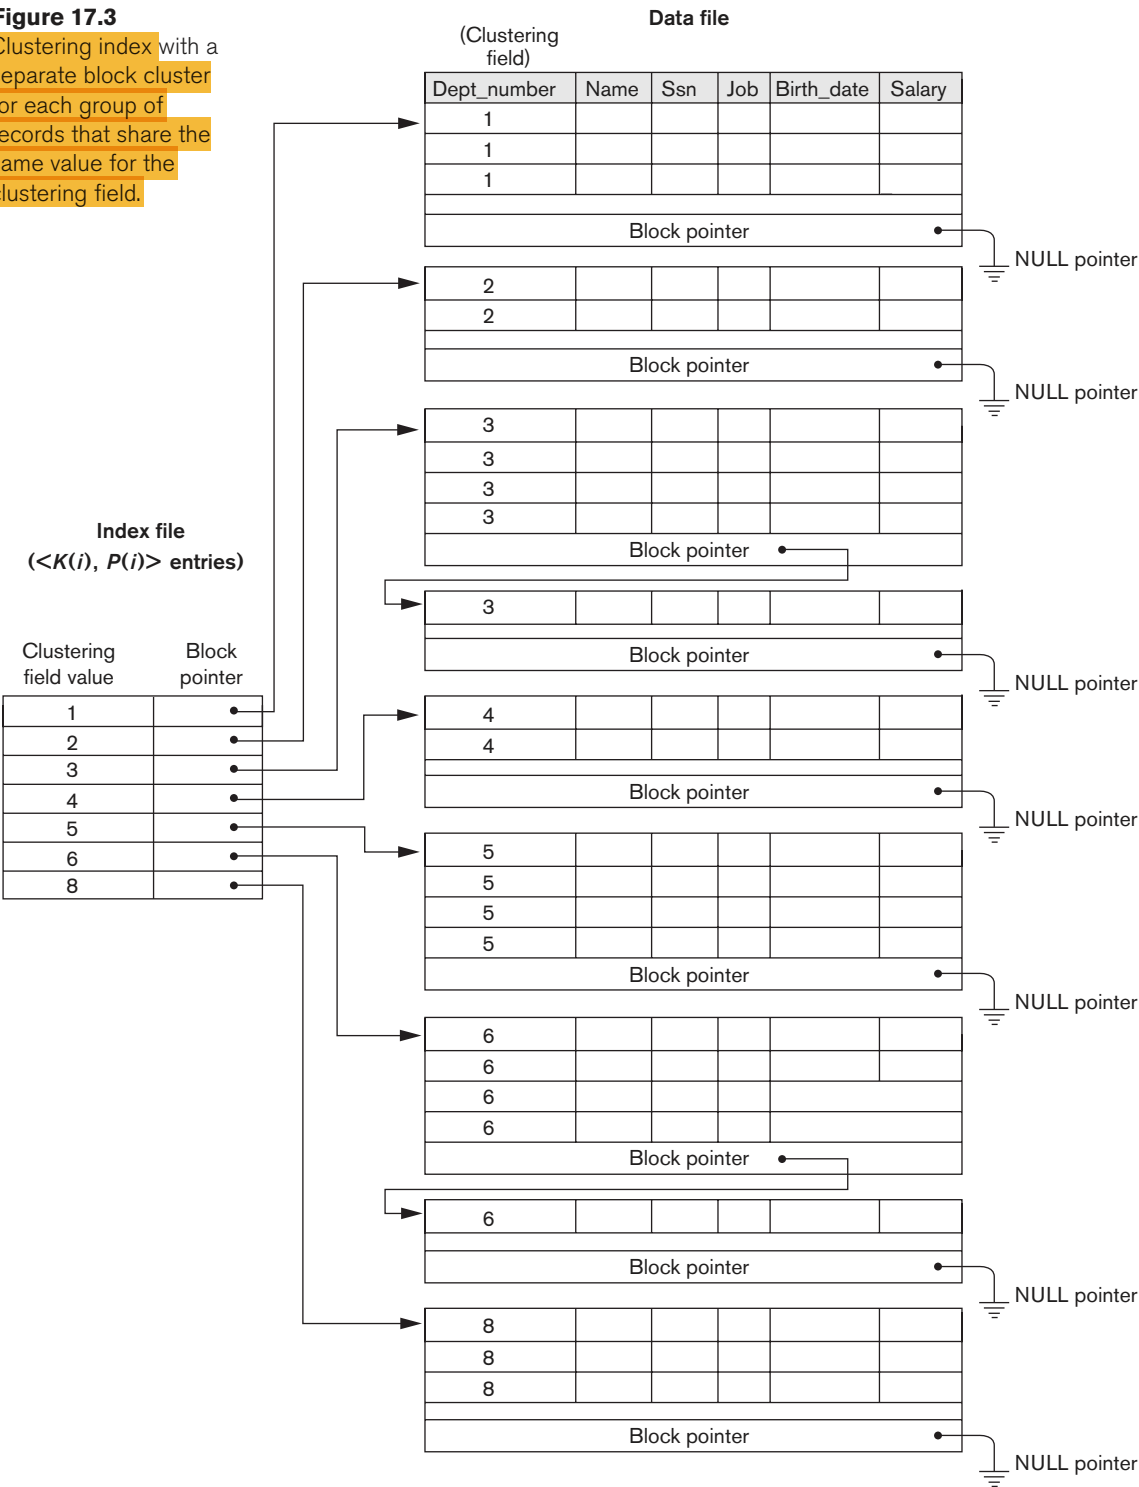 Figure 17.3
Clustering index with a
separate block cluster
for each group of
records that share the
same value for the
clustering field.
Data file
(Clustering
field)
Dept_number Name Ssn Job Birth_date Salary
1
1
1
Block pointer
NULL pointer
2
2
Block pointer
NULL pointer
3
3
3
3
Block pointer
3
Block pointer
NULL pointer
Index file
(<K(i), P(i)> entries)
Clustering
field value
Block
pointer
1
2
3
4
5
6
8
4
4
Block pointer
NULL pointer
5
5
5
5
Block pointer
NULL pointer
6
6
6
6
Block pointer
6
Block pointer
NULL pointer
8
8
8
Block pointer
NULL pointer